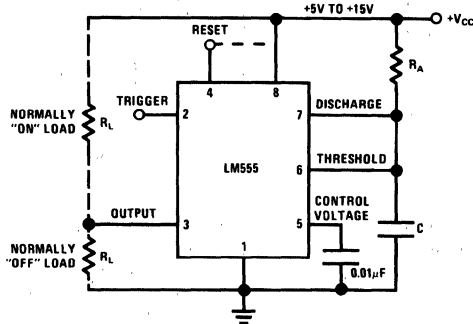 +5V TO +15V
+VCC
RESET
RA
4
8
TRIGGER
2
7
DISCHARGE
NORMALLY
"ON" LOAD
RL
LM555
6
THRESHOLD
CONTROL
VOLTAGE
OUTPUT
3
5
C
NORMALLY
"OFF" LOAD
RL
1
0.01μF